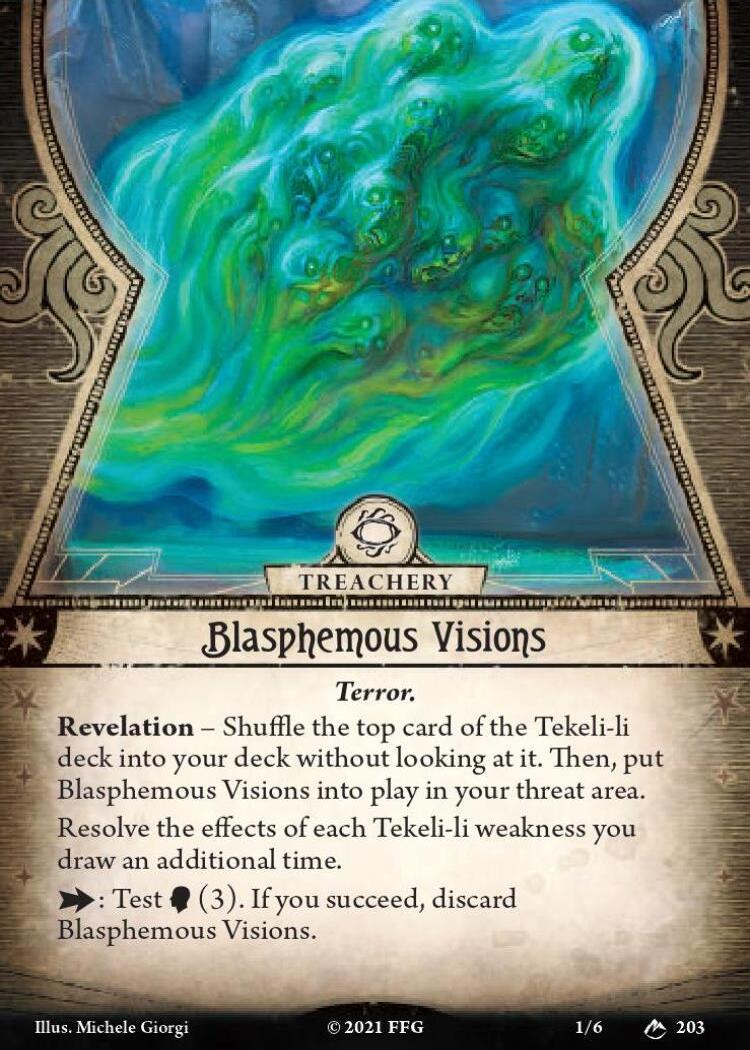 TREACHERY
Blasphemous Visions
Terror.
Revelation – Shuffle the top card of the Tekeli-li
deck into your deck without looking at it. Then, put
Blasphemous Visions into play in your threat area.
Resolve the effects of each Tekeli-li weakness you
draw an additional time.
: Test (3). If you succeed, discard
Blasphemous Visions.
Illus. Michele Giorgi © 2021 FFG 1/6 203